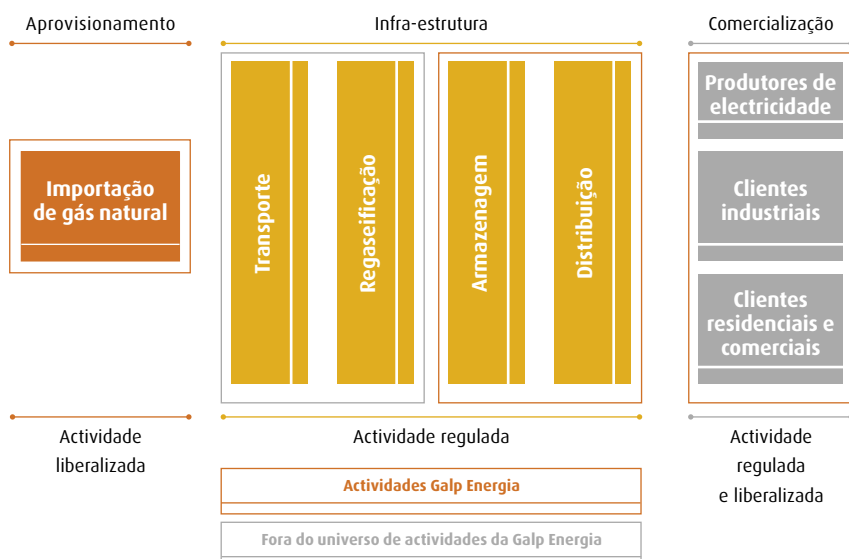 Aprovisionamento
Infra-estrutura
Comercialização
Importação
de gás natural
Transporte
Regaseificação
Armazenagem
Distribuição
Produtores de
electricidade
Clientes
industriais
Clientes
residenciais e
comerciais
Actividade
liberalizada
Actividade regulada
Actividade
regulada
e liberalizada
Actividades Galp Energia
Fora do universo de actividades da Galp Energia